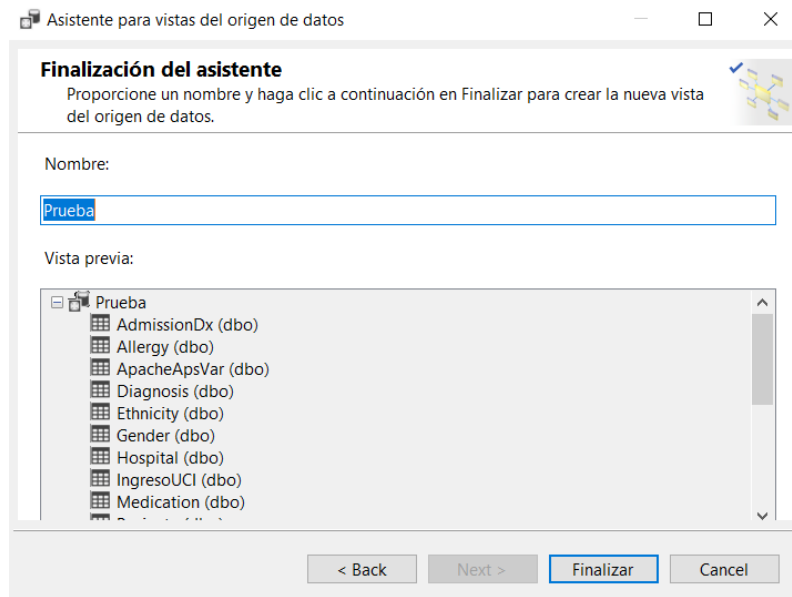 Asistente para vistas del origen de datos
Finalización del asistente
Proporcione un nombre y haga clic a continuación en Finalizar para crear la nueva vista
del origen de datos.
Nombre:
Prueba
Vista previa:
Prueba
AdmissionDx (dbo)
Allergy (dbo)
ApacheApsVar (dbo)
Diagnosis (dbo)
Ethnicity (dbo)
Gender (dbo)
Hospital (dbo)
IngresoUCI (dbo)
Medication (dbo)
< Back
Next >
Finalizar
Cancel